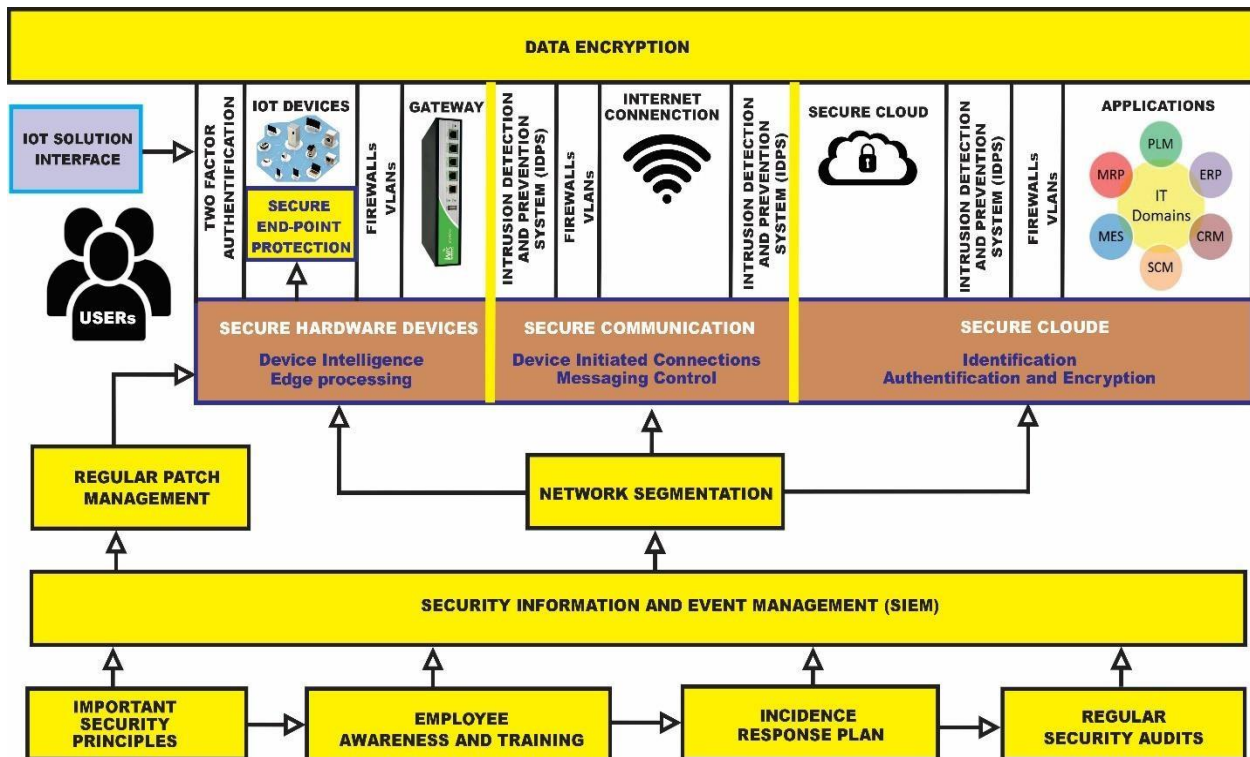 DATA ENCRYPTION
IOT SOLUTION
INTERFACE
USERs
TWO FACTOR
AUTHENTIFICATION
IOT DEVICES
SECURE
END-POINT
PROTECTION
FIREWALLs
VLANs
GATEWAY
INTRUSION DETECTION
AND PREVENTION
SYSTEM (IDPS)
FIREWALLs
VLANs
INTERNET
CONNENCTION
INTRUSION DETECTION
AND PREVENTION
SYSTEM (IDPS)
SECURE CLOUD
INTRUSION DETECTION
AND PREVENTION
SYSTEM (IDPS)
FIREWALLs
VLANs
APPLICATIONS
PLM
MRP
ERP
IT
Domains
MES
CRM
SCM
SECURE HARDWARE DEVICES
Device Intelligence
Edge processing
SECURE COMMUNICATION
Device Initiated Connections
Messaging Control
SECURE CLOUDE
Identification
Authentification and Encryption
REGULAR PATCH
MANAGEMENT
NETWORK SEGMENTATION
SECURITY INFORMATION AND EVENT MANAGEMENT (SIEM)
IMPORTANT
SECURITY
PRINCIPLES
EMPLOYEE
AWARENESS AND TRAINING
INCIDENCE
RESPONSE PLAN
REGULAR
SECURITY AUDITS